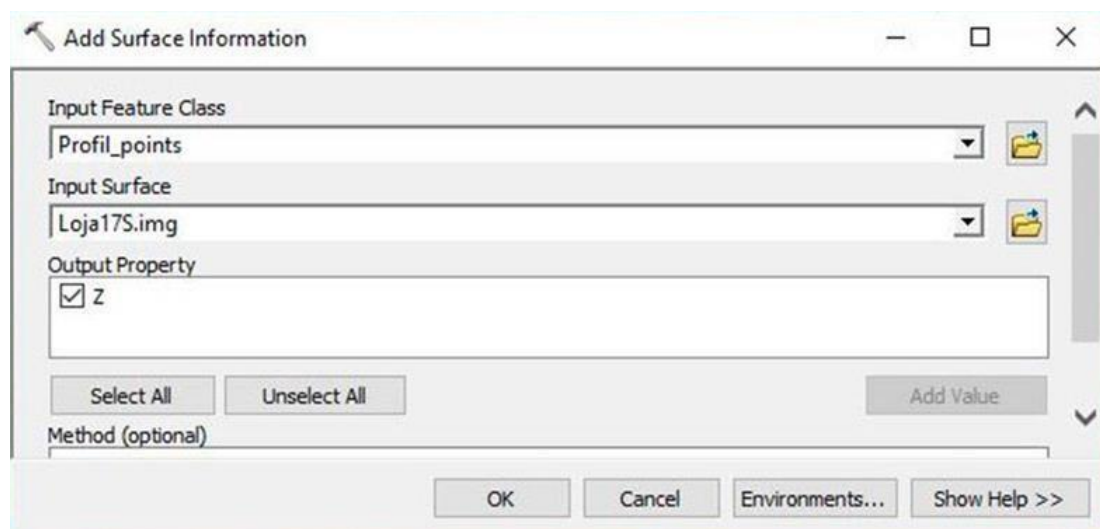 Add Surface Information
Input Feature Class
Profil_points
Input Surface
Loja17S.img
Output Property
Z
Select All Unselect All Add Value
Method (optional)
OK Cancel Environments... Show Help >>